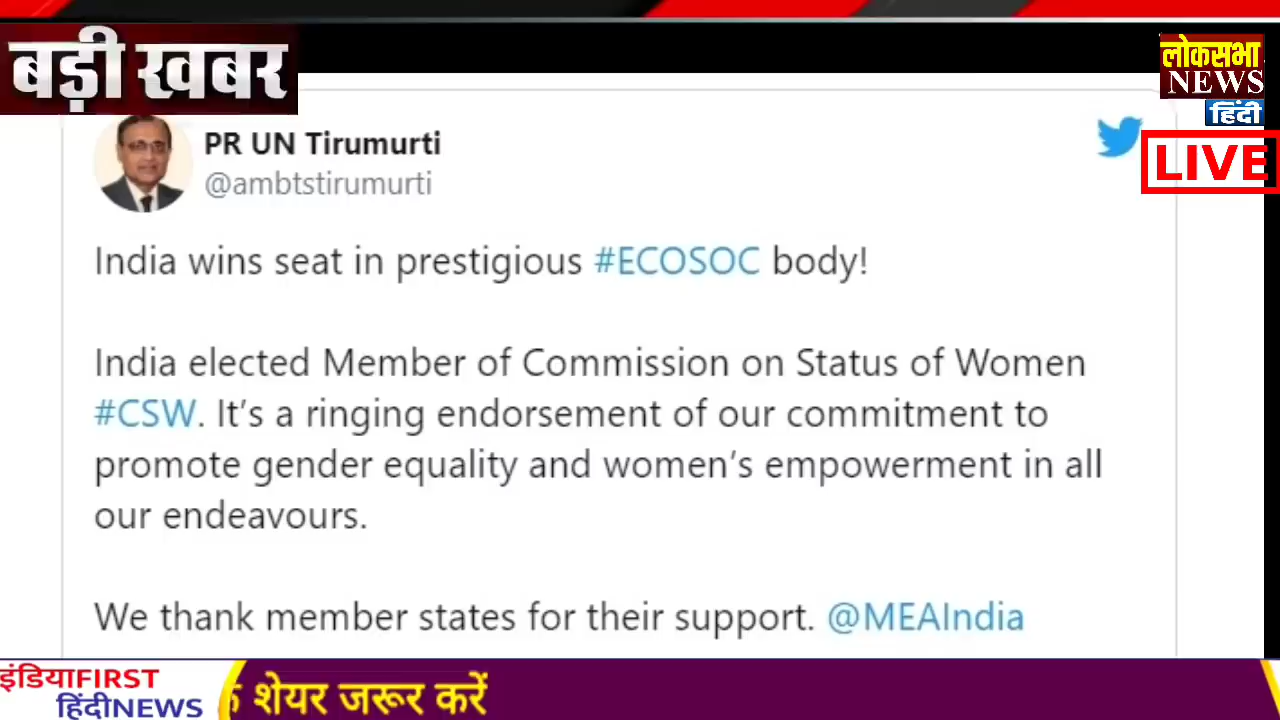 बड़ी खबर
लोकसभा
NEWS
हिंदी
LIVE
PR UN Tirumurti
@ambtstirumurti
India wins seat in prestigious #ECOSOC body!
India elected Member of Commission on Status of Women
#CSW. It’s a ringing endorsement of our commitment to
promote gender equality and women’s empowerment in all
our endeavours.
We thank member states for their support. @MEAIndia
इंडियाFIRST
हिंदीNEWS
शेयर जरूर करें